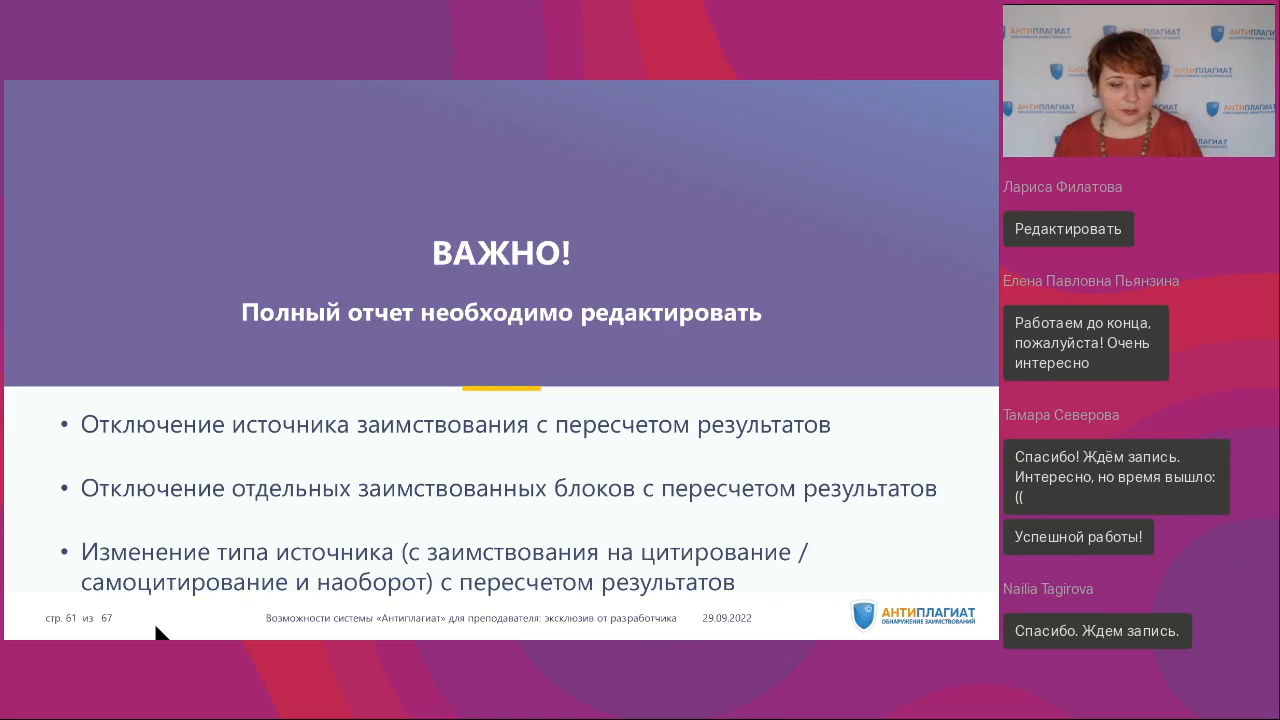 ВАЖНО!
Полный отчет необходимо редактировать
• Отключение источника заимствования с пересчетом результатов
• Отключение отдельных заимствованных блоков с пересчетом результатов
• Изменение типа источника (с заимствования на цитирование /
самоцитирование и наоборот) с пересчетом результатов
стр. 61 из 67
Возможности системы «Антиплагиат» для преподавателя: эксклюзив от разработчика
29.09.2022
АНТИПЛАГИАТ
ОБНАРУЖЕНИЕ ЗАИМСТВОВАНИЙ
АНТИПЛАГИАТ
АНТИПЛАГИАТ
АНТИПЛАГИАТ
Лариса Филатова
Редактировать
Елена Павловна Пьянзина
Работаем до конца,
пожалуйста! Очень
интересно
Тамара Северова
Спасибо! Ждём запись.
Интересно, но время вышло:
((
Успешной работы!
Nailia Tagirova
Спасибо. Ждем запись.